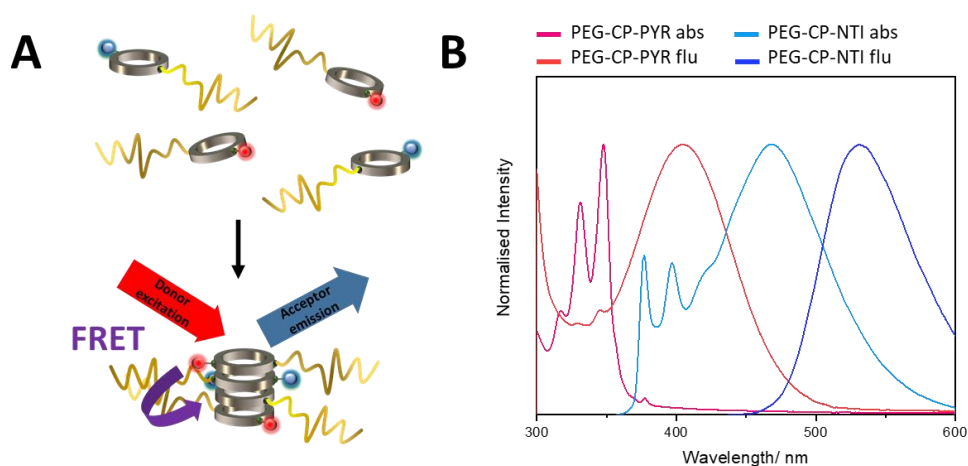 A
Donor
excitation
Acceptor
emission
FRET
B
PEG-CP-PYR abs
PEG-CP-NTI abs
PEG-CP-PYR flu
PEG-CP-NTI flu
Normalised Intensity
300
400
500
600
Wavelength/ nm